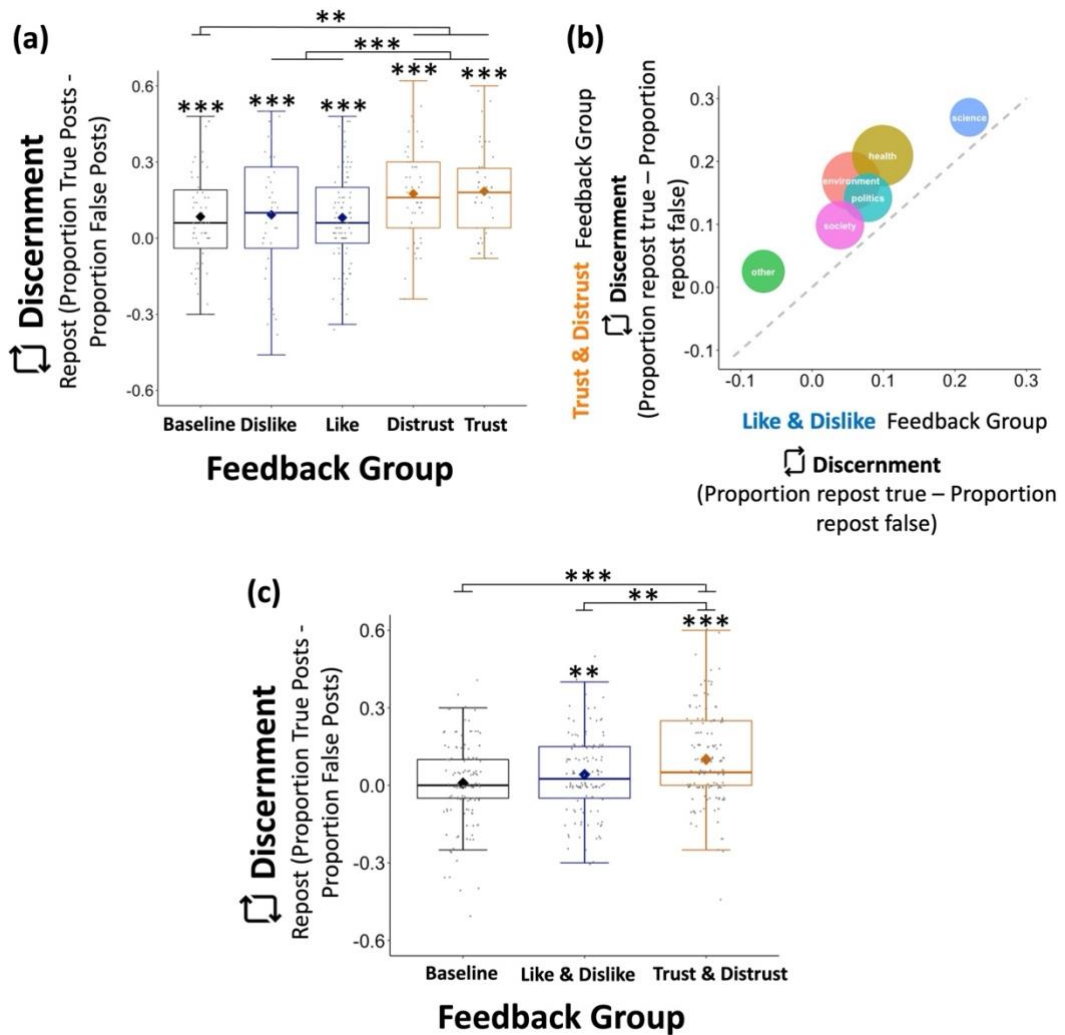 (a)
**
***
***
***
***
***
***
0.6
0.3
0.0
-0.3
-0.6
Discernment
Repost (Proportion True Posts -
Proportion False Posts)
Baseline Dislike Like Distrust Trust
Feedback Group
(b)
0.3
0.2
0.1
0.0
-0.1
Trust & Distrust Feedback Group
Discernment
(Proportion repost true – Proportion
repost false)
science
health
environment
politics
society
other
-0.1 0.0 0.1 0.2 0.3
Like & Dislike Feedback Group
Discernment
(Proportion repost true – Proportion
repost false)
(c)
***
**
***
**
0.6
0.3
0.0
-0.3
-0.6
Discernment
Repost (Proportion True Posts -
Proportion False Posts)
Baseline Like & Dislike Trust & Distrust
Feedback Group